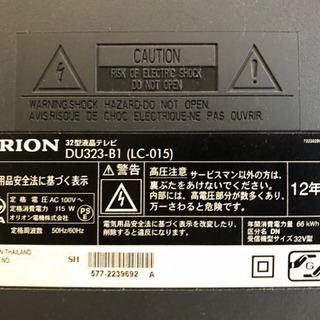 CAUTION
RISK OF ELECTRIC SHOCK
DO NOT OPEN
WARNING:SHOCK HAZARD-DO NOT OPEN.
AVIS:RISQUE DE CHOC ELECTRIQUE-NE PAS OUVRIR.
RION 32型液晶テレビ
DU323-B1 (LC-015)
用品安全法に基づく表示
定格電圧 AC 100V~
定格消費電力 115 W
オリオン電機株式会社
定格周波数 50Hz/60Hz
警告
高圧注意 サービスマン以外の方は、
裏ぶたをあけないでください。
内部には、高電圧部分が数多くあり、
万一さわると危険です。
12年
年間消費電力量 66 kWh
区分名 DN
受信機型サイズ 32V型
N THAILAND
NO.
SH
577-2239692 A